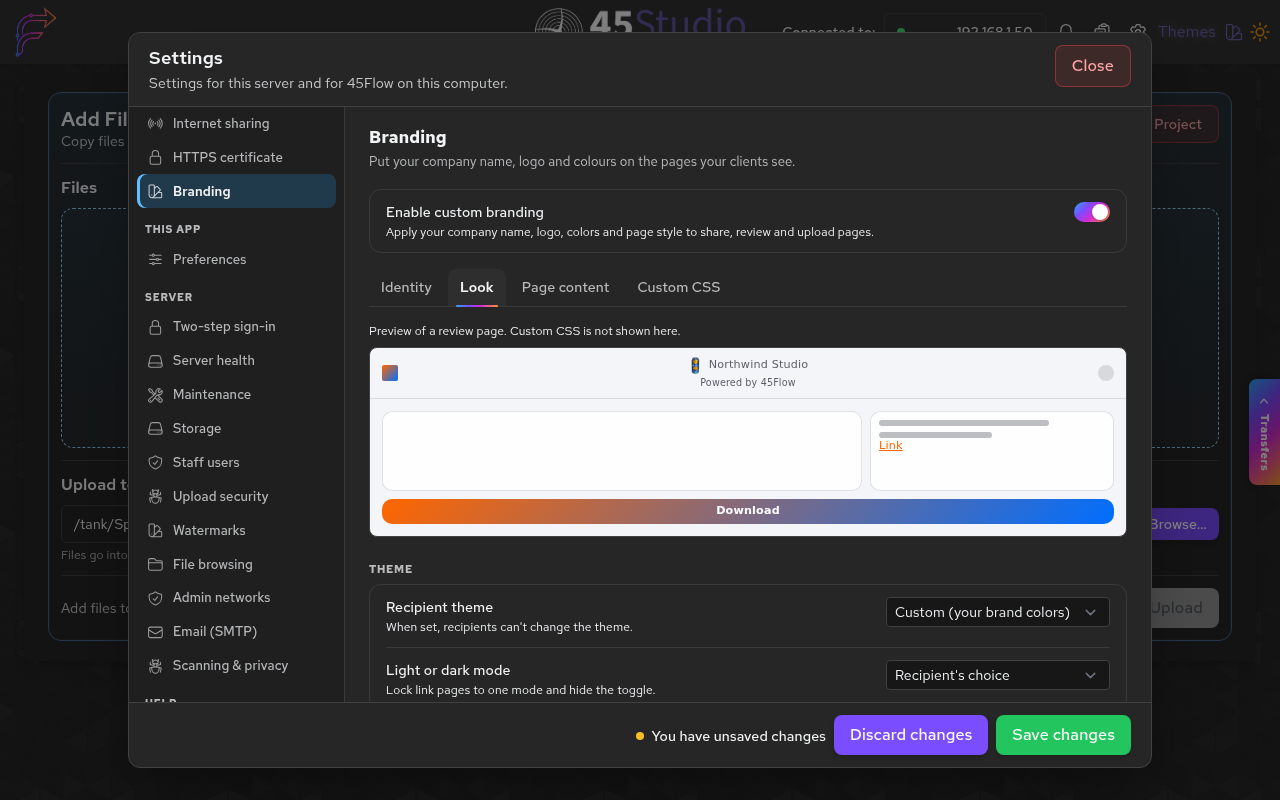 45Studio
Connected to:
192.168.1.50
Themes
Settings
Settings for this server and for 45Flow on this computer.
Close
Add Fil
Copy files
Project
Files
Upload to
/tank/Sp
Files go into
Add files to
Browse...
Upload
Transfers
Internet sharing
HTTPS certificate
Branding
THIS APP
Preferences
SERVER
Two-step sign-in
Server health
Maintenance
Storage
Staff users
Upload security
Watermarks
File browsing
Admin networks
Email (SMTP)
Scanning & privacy
HELP
Branding
Put your company name, logo and colours on the pages your clients see.
Enable custom branding
Apply your company name, logo, colors and page style to share, review and upload pages.
Identity
Look
Page content
Custom CSS
Preview of a review page. Custom CSS is not shown here.
Northwind Studio
Powered by 45Flow
Link
Download
THEME
Recipient theme
When set, recipients can't change the theme.
Custom (your brand colors)
Light or dark mode
Lock link pages to one mode and hide the toggle.
Recipient's choice
You have unsaved changes
Discard changes
Save changes